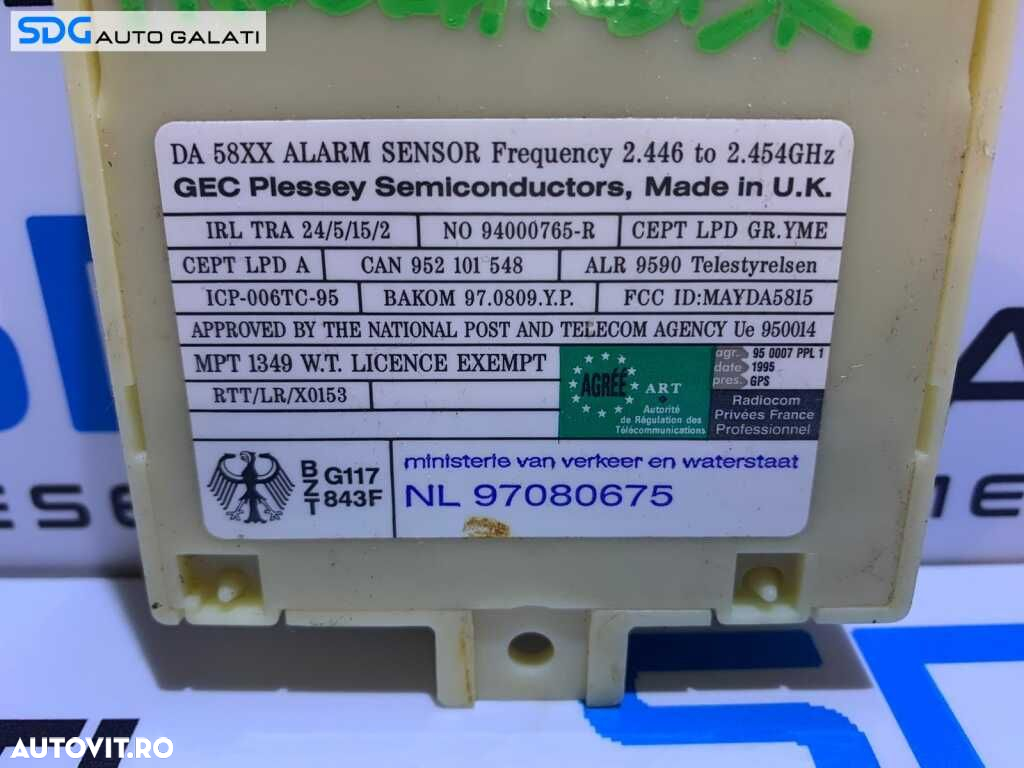 SDG AUTO GALATI
DA 58XX ALARM SENSOR Frequency 2.446 to 2.454GHz
GEC Plessey Semiconductors, Made in U.K.
IRL TRA 24/5/15/2 NO 94000765-R CEPT LPD GR.YME
CEPT LPD A CAN 952 101 548 ALR 9590 Telestyrelsen
ICP-006TC-95 BAKOM 97.0809.Y.P. FCC ID:MAYDA5815
APPROVED BY THE NATIONAL POST AND TELECOM AGENCY Ue 950014
MPT 1349 W.T. LICENCE EXEMPT
RTT/LR/X0153
AGRÉÉ
ART
Autorité
de Régulation des
Télécommunications
agr. 95 0007 PPL 1
date 1995
pres. GPS
Radiocom
Privées France
Professionnel
BZT
G117
843F
ministerie van verkeer en waterstaat
NL 97080675
AUTOVIT.RO